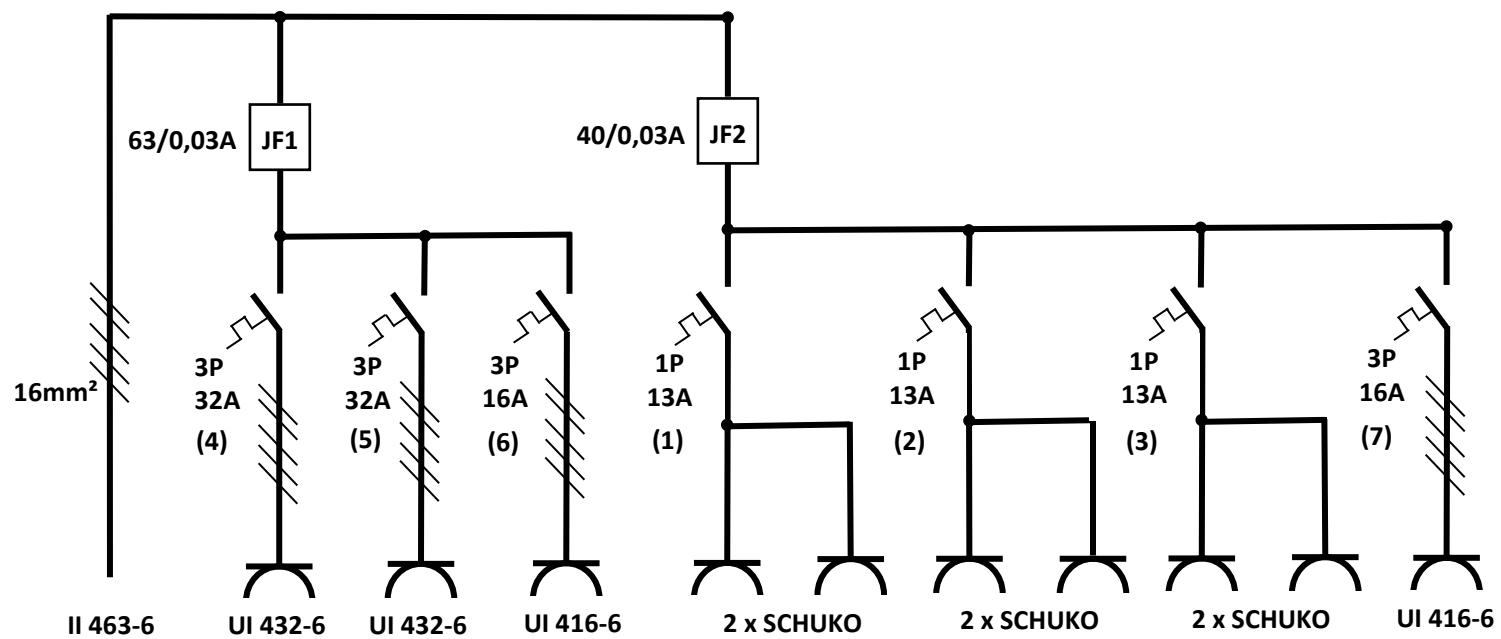 63/0,03A
JF1
40/0,03A
JF2
16mm²
3P
32A
(4)
3P
32A
(5)
3P
16A
(6)
1P
13A
(1)
1P
13A
(2)
1P
13A
(3)
3P
16A
(7)
II 463-6
UI 432-6
UI 432-6
UI 416-6
2 x SCHUKO
2 x SCHUKO
2 x SCHUKO
UI 416-6